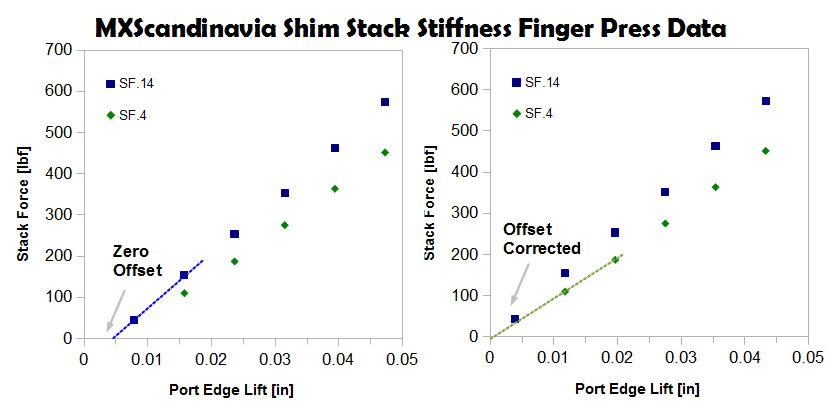 MXScandinavia Shim Stack Stiffness Finger Press Data
700
600
500
400
300
200
100
0
Stack Force [lbf]
SF.14
SF.4
Zero
Offset
0 0.01 0.02 0.03 0.04 0.05
Port Edge Lift [in]
700
600
500
400
300
200
100
0
Stack Force [lbf]
SF.14
SF.4
Offset
Corrected
0 0.01 0.02 0.03 0.04 0.05
Port Edge Lift [in]